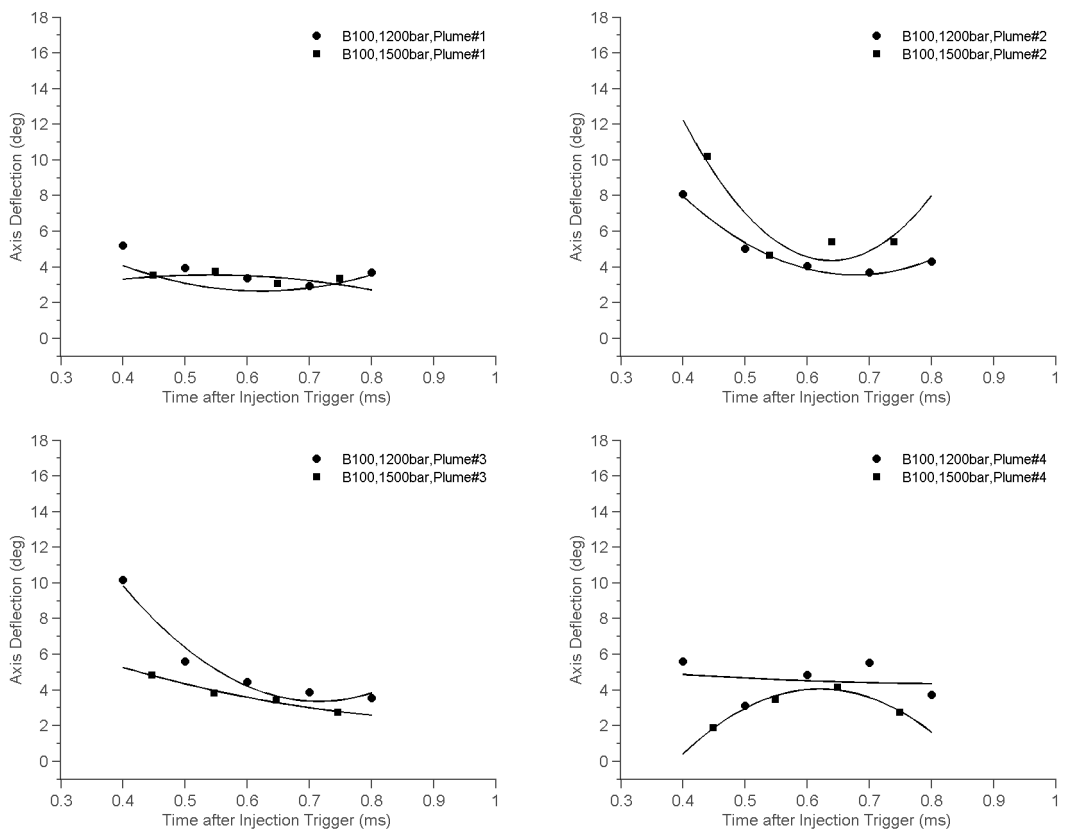 18
16
14
12
10
8
6
4
2
0
Axis Deflection (deg)
B100,1200bar,Plume#1
B100,1500bar,Plume#1
0.3 0.4 0.5 0.6 0.7 0.8 0.9 1
Time after Injection Trigger (ms)
18
16
14
12
10
8
6
4
2
0
Axis Deflection (deg)
B100,1200bar,Plume#2
B100,1500bar,Plume#2
0.3 0.4 0.5 0.6 0.7 0.8 0.9 1
Time after Injection Trigger (ms)
18
16
14
12
10
8
6
4
2
0
Axis Deflection (deg)
B100,1200bar,Plume#3
B100,1500bar,Plume#3
0.3 0.4 0.5 0.6 0.7 0.8 0.9 1
Time after Injection Trigger (ms)
18
16
14
12
10
8
6
4
2
0
Axis Deflection (deg)
B100,1200bar,Plume#4
B100,1500bar,Plume#4
0.3 0.4 0.5 0.6 0.7 0.8 0.9 1
Time after Injection Trigger (ms)